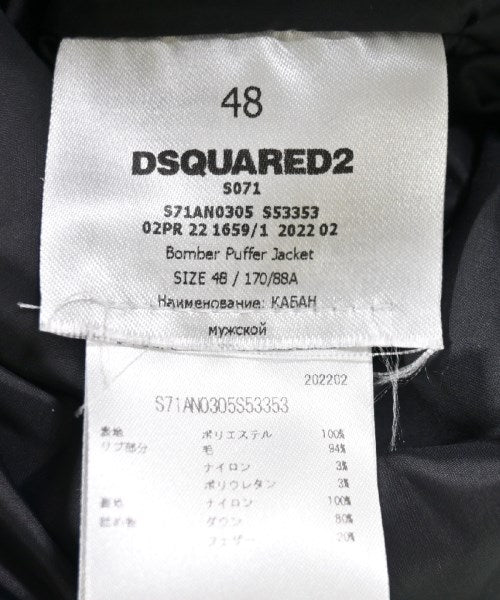 48
DSQUARED2
S071
S71AN0305 S53353
02PR 22 1659/1 2022 02
Bomber Puffer Jacket
SIZE 48 / 170/88A
Наименование: КАБАН
мужской
202202
S71AN0305S53353
表地 ポリエステル 100%
リブ部分 毛 94%
ナイロン 3%
ポリウレタン 3%
裏地 ナイロン 100%
詰め物 ダウン 80%
フェザー 20%